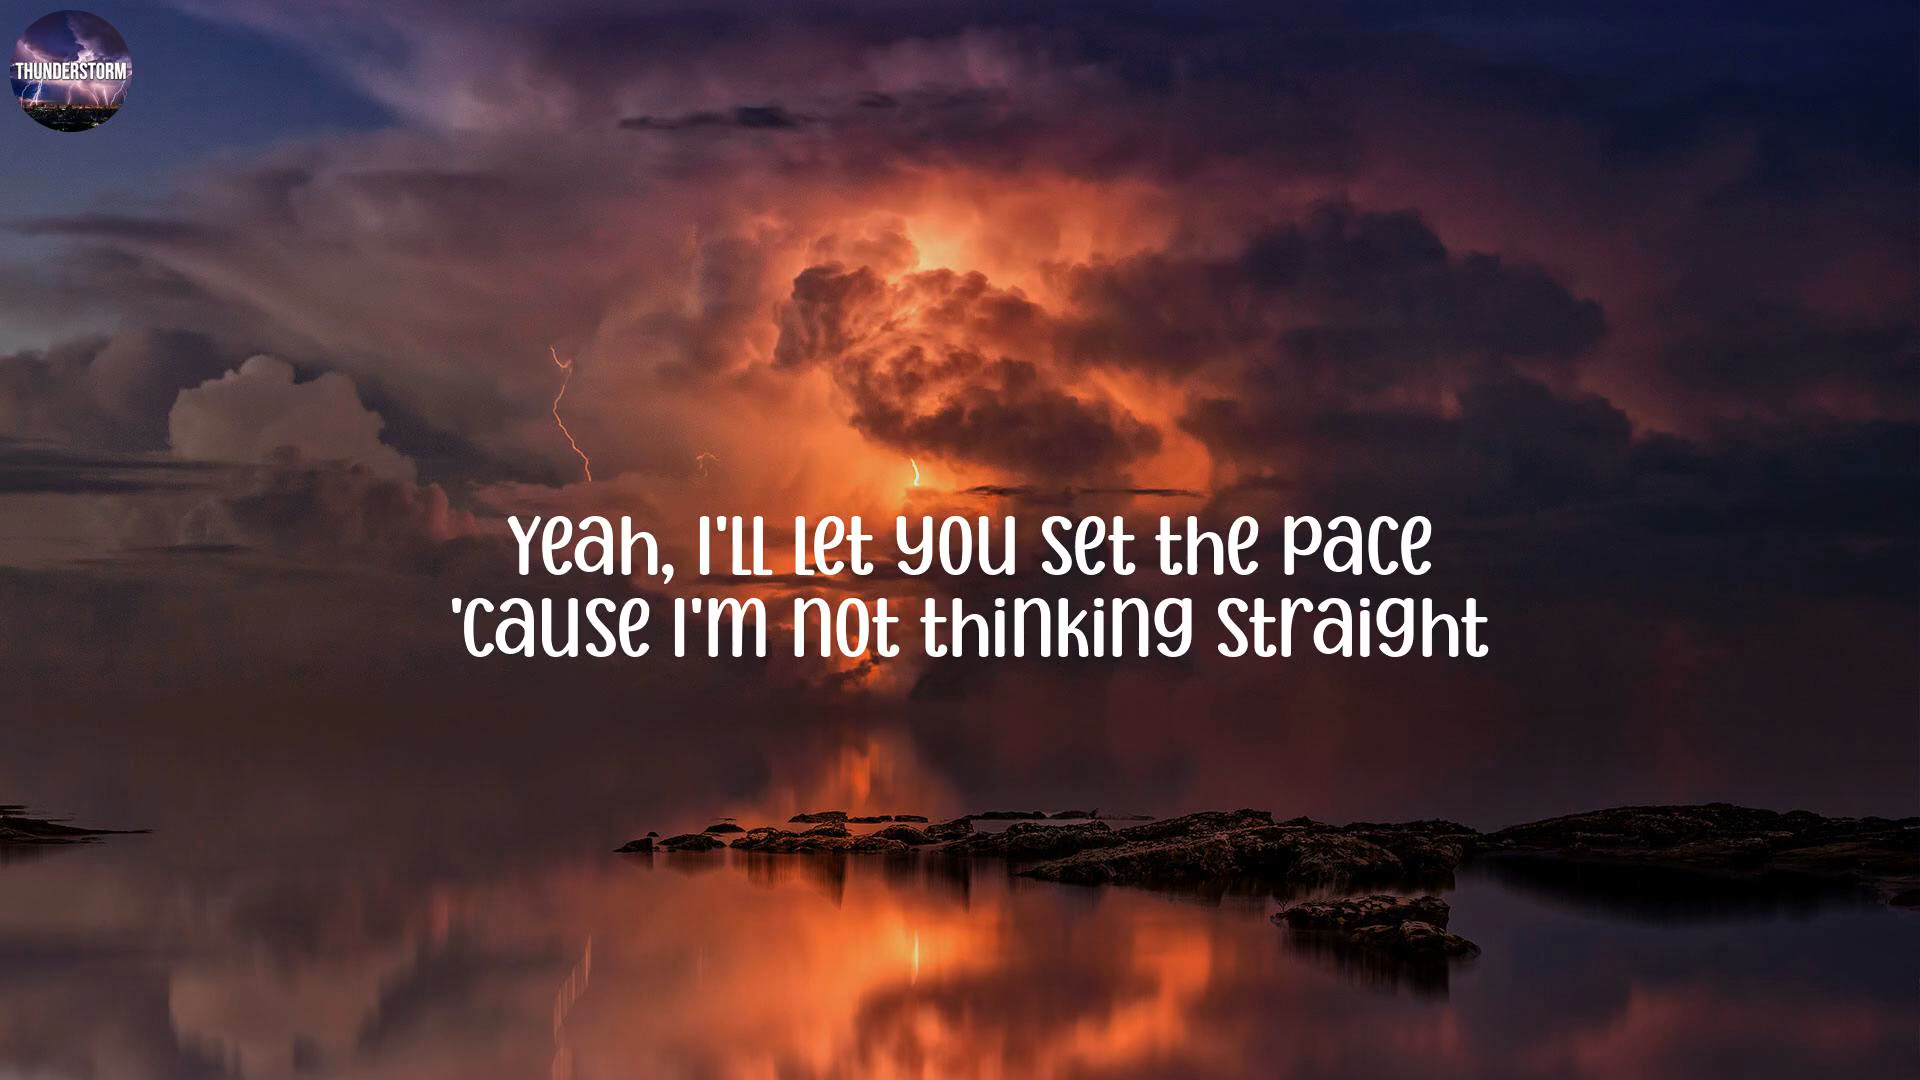 THUNDERSTORM
Yeah, I'll let you set the pace
'cause I'm not thinking straight